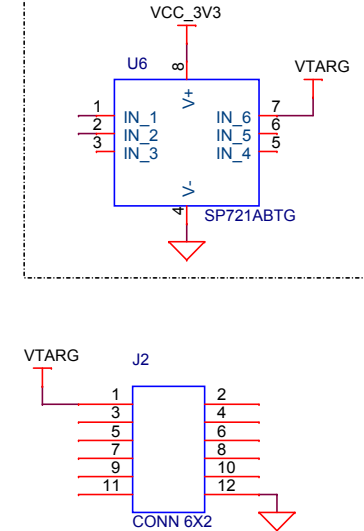 VCC_3V3
U6
8
VTARG
V+
1 IN_1 IN_6 7
2 IN_2 IN_5 6
3 IN_3 IN_4 5
V-
4
SP721ABTG
VTARG
J2
1 2
3 4
5 6
7 8
9 10
11 12
CONN 6X2